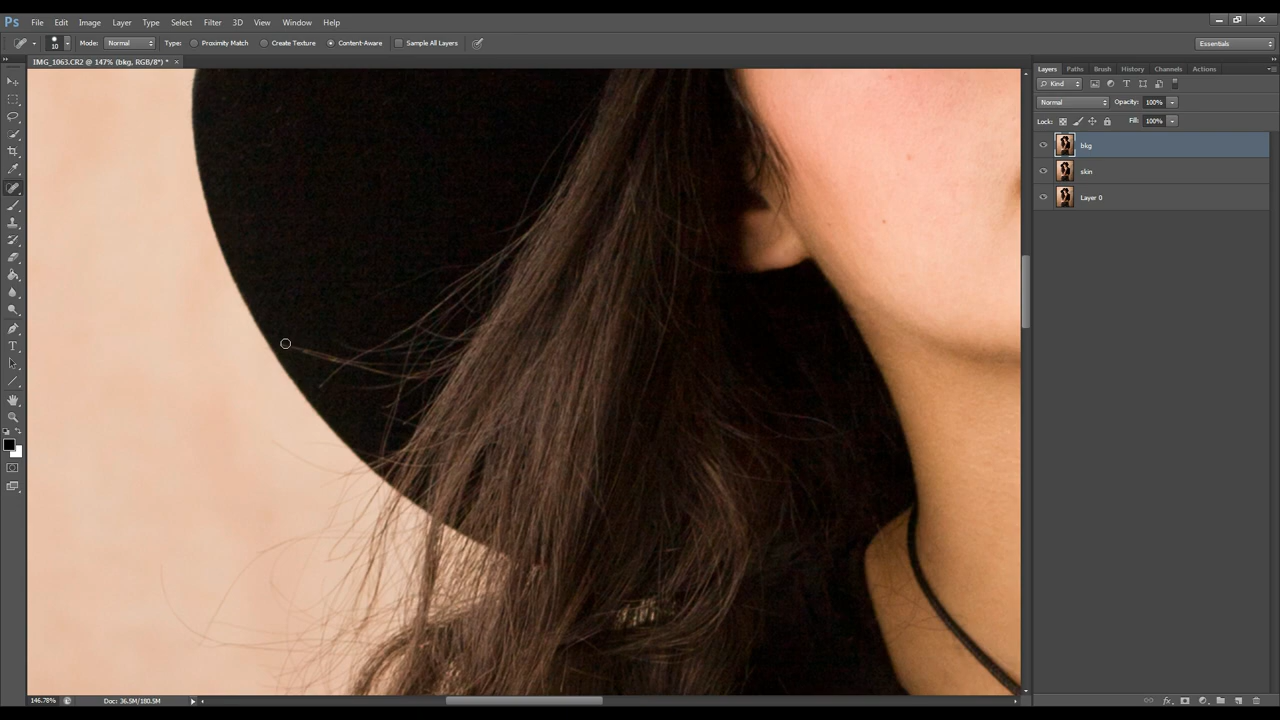 Ps File Edit Image Layer Type Select Filter 3D View Window Help
10 Mode: Normal Type: Proximity Match Create Texture Content-Aware Sample All Layers Essentials
IMG_1063.CR2 @ 147% (bkg, RGB/8*) * ×
Layers Paths Brush History Channels Actions
Kind
Normal Opacity: 100%
Lock: Fill: 100%
bkg
skin
Layer 0
146.78% Doc: 36.5M/180.5M